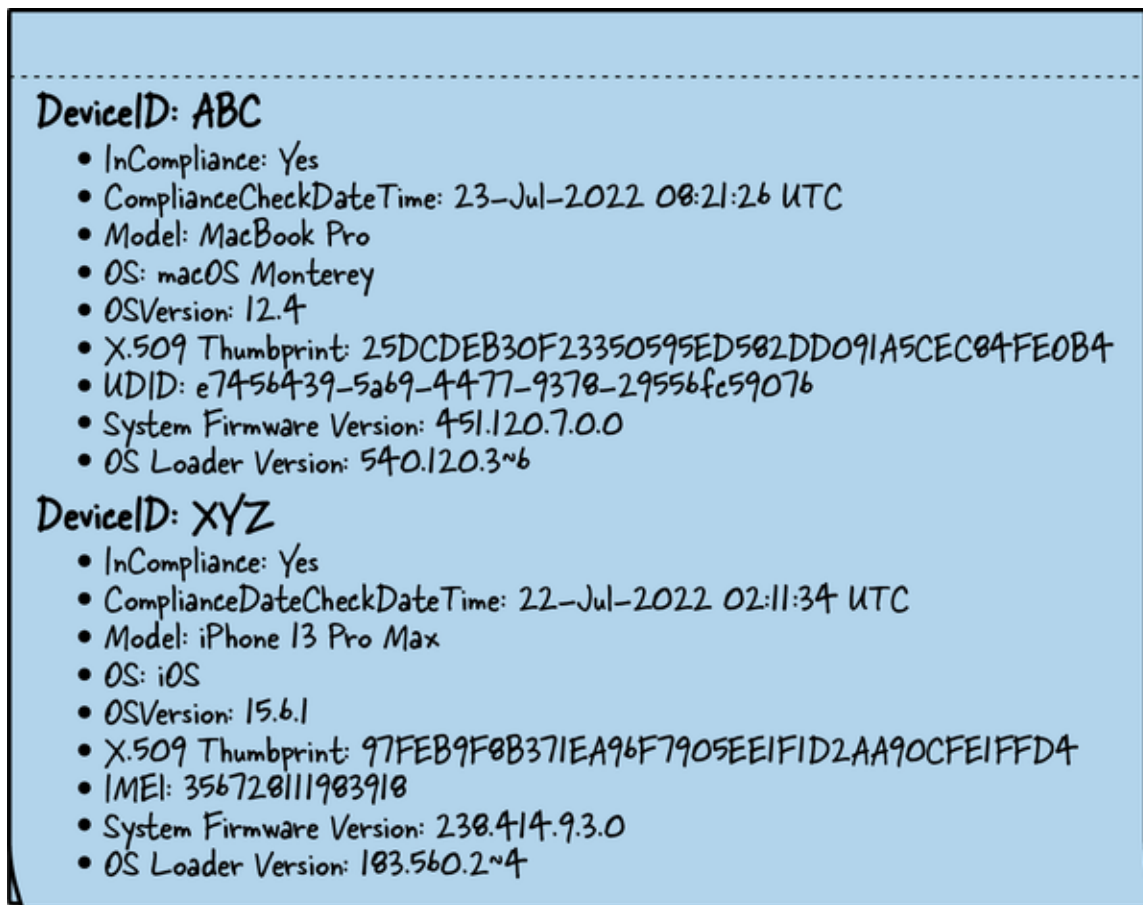 DeviceID: ABC
• InCompliance: Yes
• ComplianceCheckDateTime: 23-Jul-2022 08:21:26 UTC
• Model: MacBook Pro
• OS: macOS Monterey
• OSVersion: 12.4
• X.509 Thumbprint: 25DCDEB30F23350595ED582DD091A5CEC84FE0B4
• UDID: e7456439-5a69-4477-9378-29556fc59076
• System Firmware Version: 451.120.7.0.0
• OS Loader Version: 540.120.3~6
DeviceID: XYZ
• InCompliance: Yes
• ComplianceDateCheckDateTime: 22-Jul-2022 02:11:34 UTC
• Model: iPhone 13 Pro Max
• OS: iOS
• OSVersion: 15.6.1
• X.509 Thumbprint: 97FEB9F8B371EA96F7905EE1F1D2AA90CFE1FFD4
• IMEI: 356728111983918
• System Firmware Version: 238.414.9.3.0
• OS Loader Version: 183.560.2~4